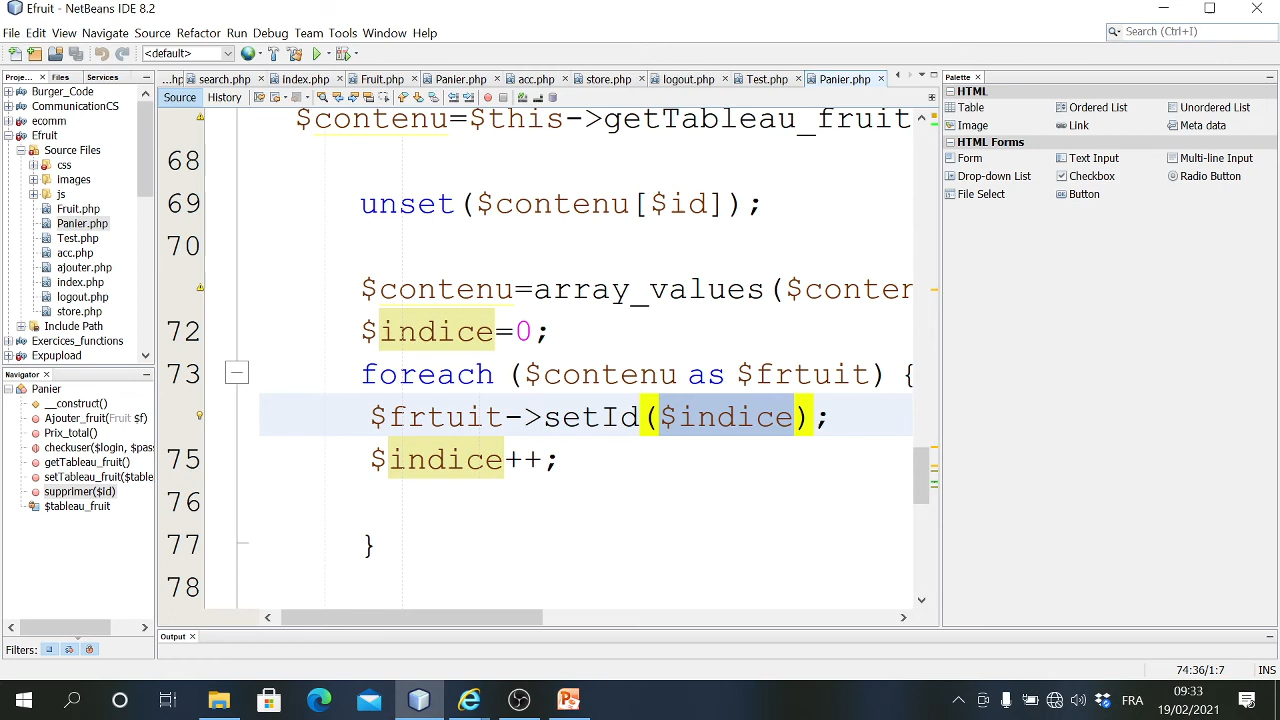 Efruit - NetBeans IDE 8.2
File Edit View Navigate Source Refactor Run Debug Team Tools Window Help
Search (Ctrl+I)
<default>
Proje... Files Services
...hp search.php index.php Fruit.php Panier.php acc.php store.php logout.php Test.php Panier.php
Palette
Source History
Burger_Code
CommunicationCS
ecomm
Efruit
Source Files
css
Images
js
Fruit.php
Panier.php
Test.php
acc.php
ajouter.php
index.php
logout.php
store.php
Include Path
Exercices_functions
Expupload
Navigator
Panier
__construct()
Ajouter_fruit(Fruit $f)
Prix_total()
checkuser($login, $pass
getTableau_fruit()
setTableau_fruit($table
supprimer($id)
$tableau_fruit
Filters:
$contenu=$this->getTableau_fruit
68
69 unset($contenu[$id]);
70
$contenu=array_values($conten
72 $indice=0;
73 foreach ($contenu as $frtuit) {
$frtuit->setId($indice);
75 $indice++;
76
77 }
78
HTML
Table Ordered List Unordered List
Image Link Meta data
HTML Forms
Form Text Input Multi-line Input
Drop-down List Checkbox Radio Button
File Select Button
Output
74:36/1:7 INS
FRA
09:33
19/02/2021